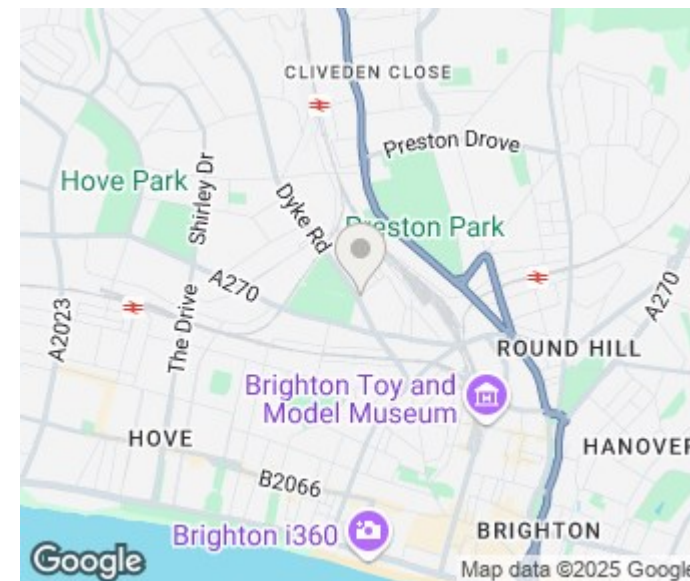 CLIVEDEN CLOSE
Preston Drove
Hove Park
Shirley Dr
Dyke Rd
Preston Park
A270
A270
A2023
The Drive
ROUND HILL
Brighton Toy and
Model Museum
HOVE
HANOVER
B2066
Brighton i360
BRIGHTON
Google
Map data ©2025 Google